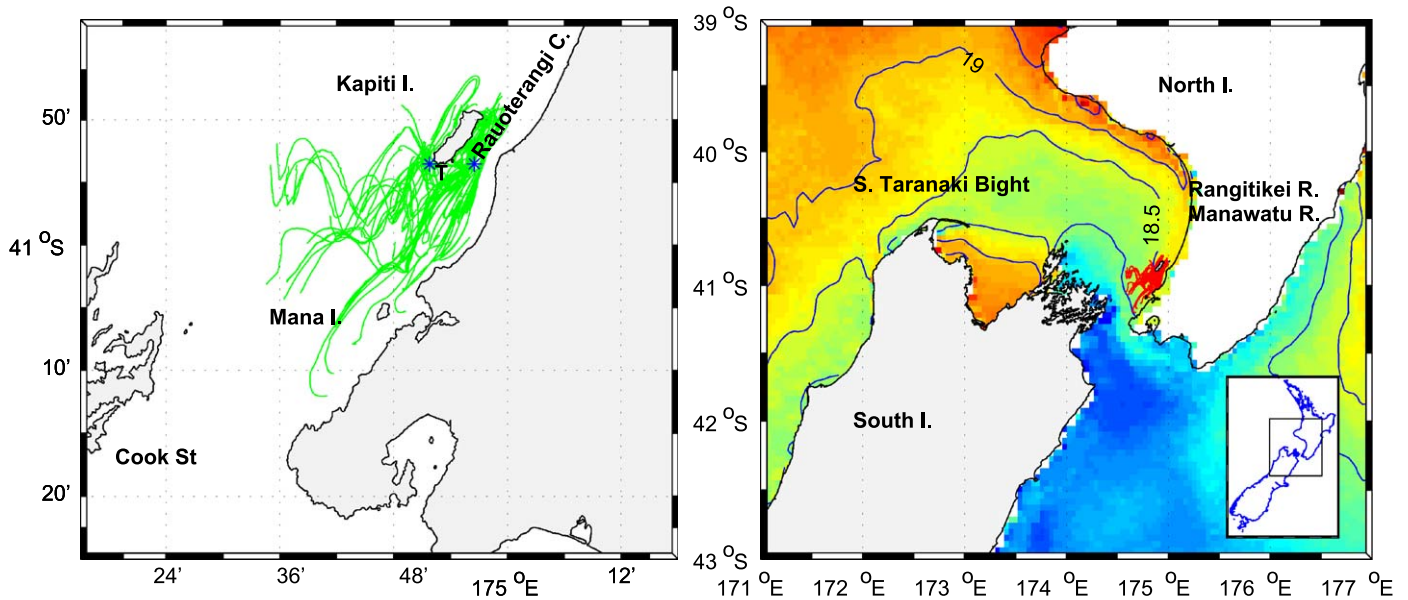 Kapiti I.
Rauoterangi C.
T
Mana I.
Cook St
50'
41 °S
10'
20'
24'
36'
48'
175 °E
12'
39 °S
40 °S
41 °S
42 °S
43 °S
19
North I.
S. Taranaki Bight
Rangitikei R.
Manawatu R.
18.5
South I.
171 °E
172 °E
173 °E
174 °E
175 °E
176 °E
177 °E